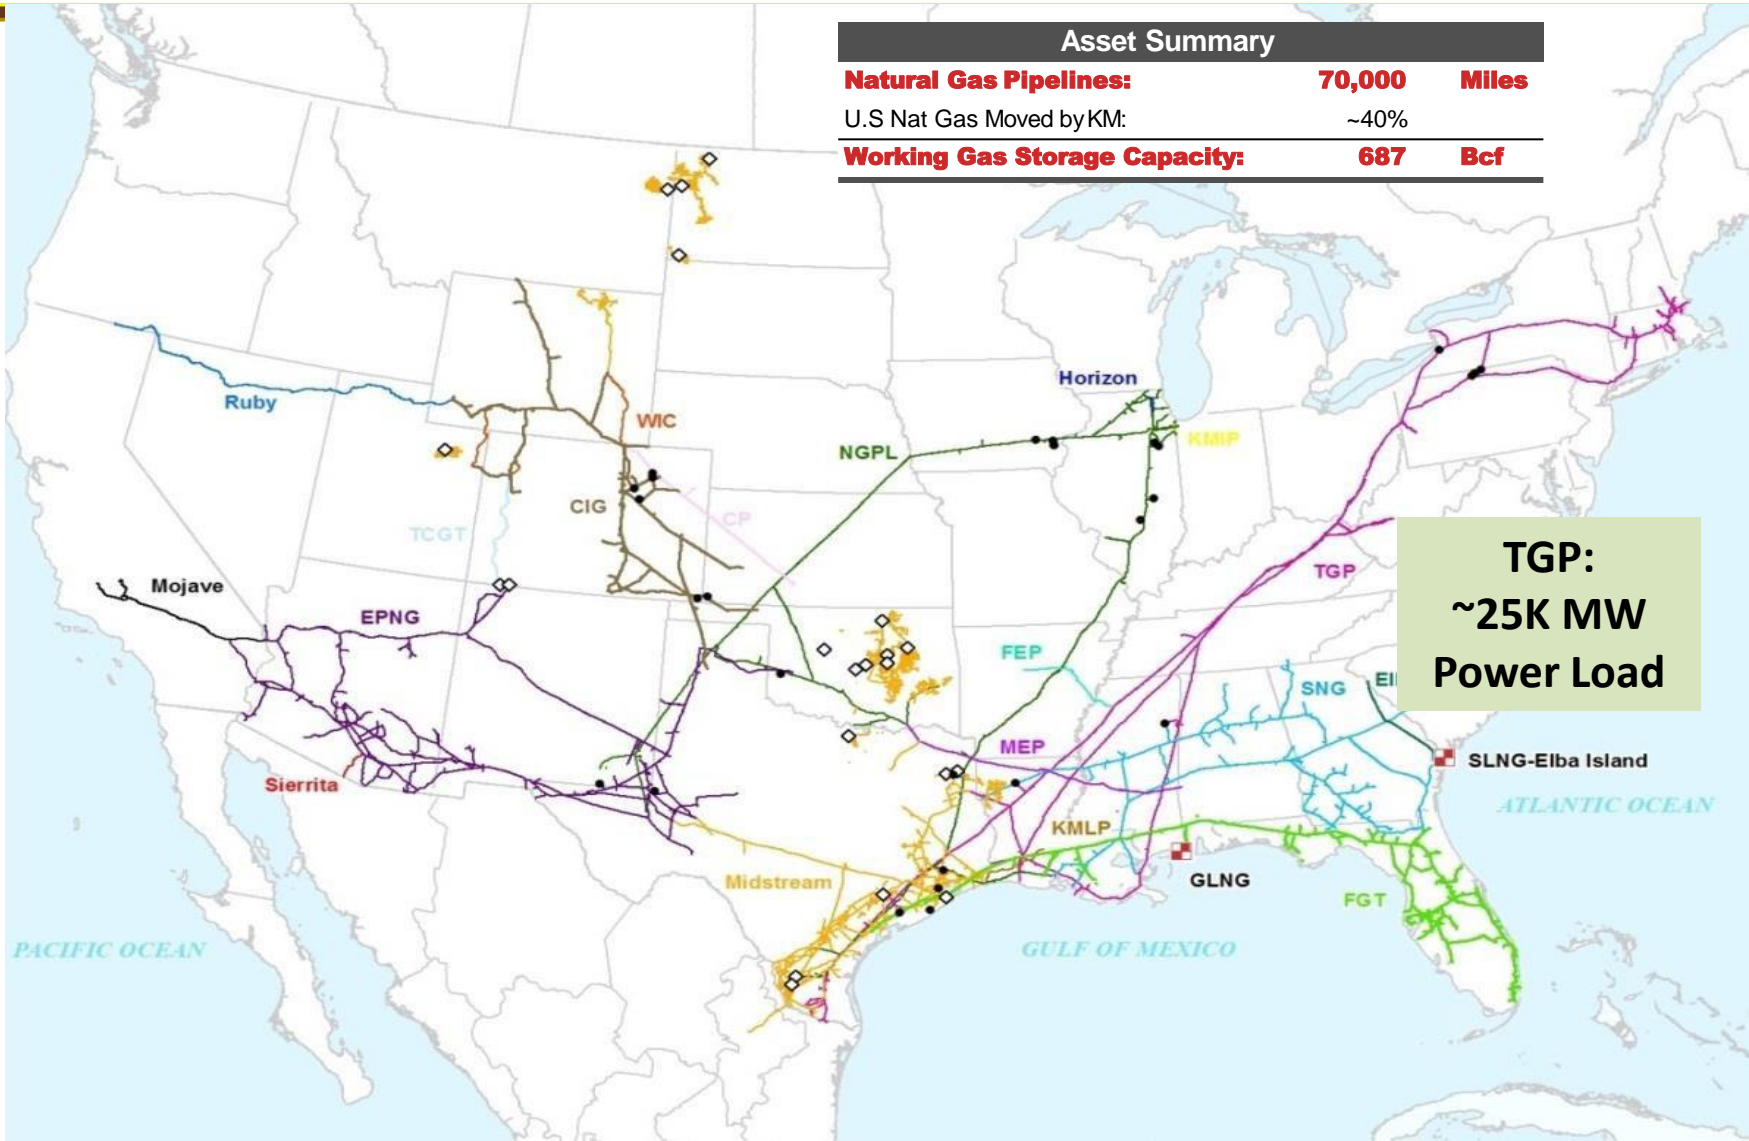 Asset Summary
Natural Gas Pipelines: 70,000 Miles
U.S Nat Gas Moved by KM: ~40%
Working Gas Storage Capacity: 687 Bcf
Horizon
Ruby
WIC
KMIP
NGPL
CIG
CP
TCGT
TGP:
~25K MW
Power Load
TGP
Mojave
EPNG
FEP
SNG
EI
MEP
SLNG-Elba Island
Sierrita
ATLANTIC OCEAN
KMLP
Midstream
GLNG
FGT
PACIFIC OCEAN
GULF OF MEXICO